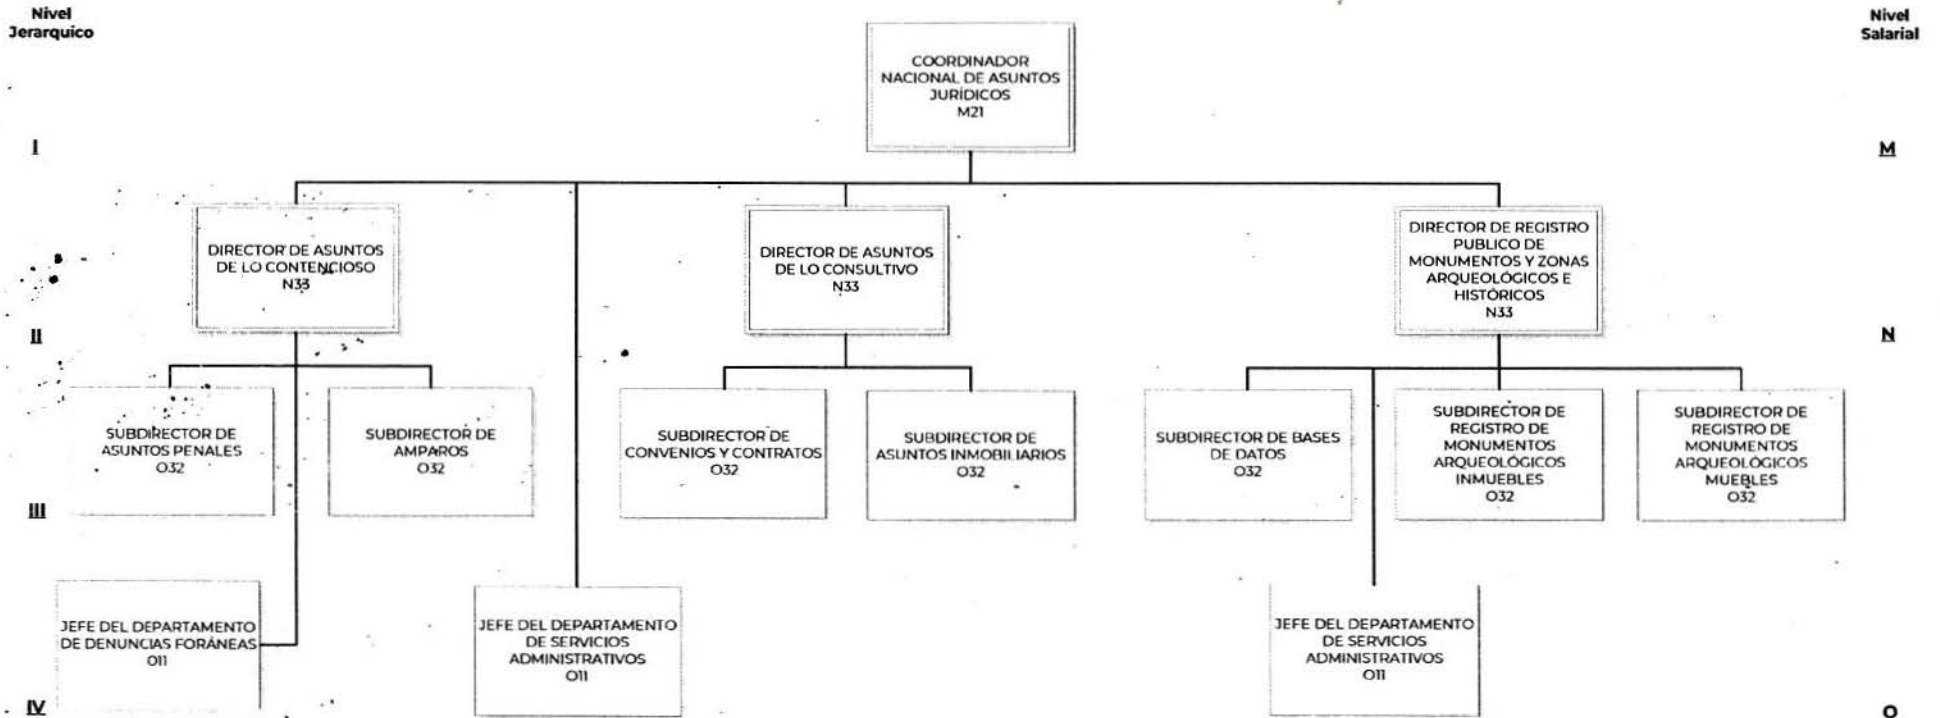 Nivel
Jerarquico
Nivel
Salarial
COORDINADOR
NACIONAL DE ASUNTOS
JURÍDICOS
M21
I
M
DIRECTOR DE ASUNTOS
DE LO CONTENCIOSO
N33
DIRECTOR DE ASUNTOS
DE LO CONSULTIVO
N33
DIRECTOR DE REGISTRO
PUBLICO DE
MONUMENTOS Y ZONAS
ARQUEOLÓGICOS E
HISTÓRICOS
N33
II
N
SUBDIRECTOR DE
ASUNTOS PENALES
O32
SUBDIRECTOR DE
AMPAROS
O32
SUBDIRECTOR DE
CONVENIOS Y CONTRATOS
O32
SUBDIRECTOR DE
ASUNTOS INMOBILIARIOS
O32
SUBDIRECTOR DE BASES
DE DATOS
O32
SUBDIRECTOR DE
REGISTRO DE
MONUMENTOS
ARQUEOLÓGICOS
INMUEBLES
O32
SUBDIRECTOR DE
REGISTRO DE
MONUMENTOS
ARQUEOLÓGICOS
MUEBLES
O32
III
JEFE DEL DEPARTAMENTO
DE DENUNCIAS FORÁNEAS
O11
JEFE DEL DEPARTAMENTO
DE SERVICIOS
ADMINISTRATIVOS
O11
JEFE DEL DEPARTAMENTO
DE SERVICIOS
ADMINISTRATIVOS
O11
IV
O